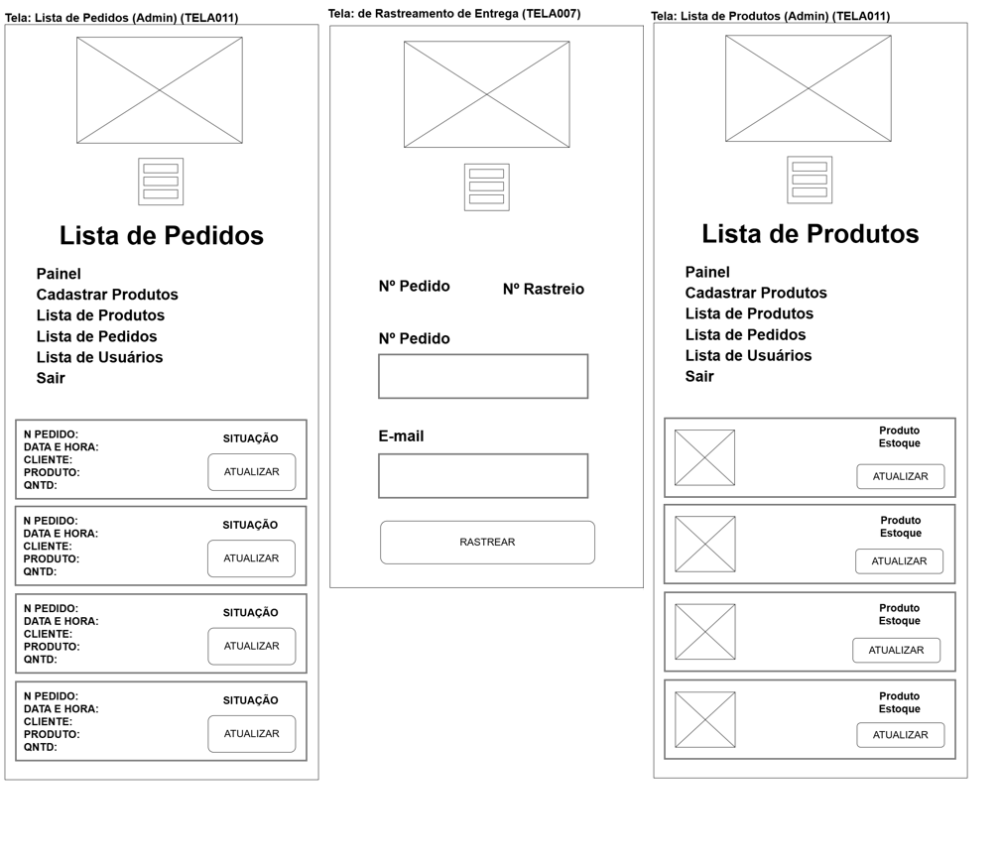 Tela: Lista de Pedidos (Admin) (TELA011)
Lista de Pedidos
Painel
Cadastrar Produtos
Lista de Produtos
Lista de Pedidos
Lista de Usuários
Sair
N PEDIDO:
DATA E HORA:
CLIENTE:
PRODUTO:
QNTD:
SITUAÇÃO
ATUALIZAR
N PEDIDO:
DATA E HORA:
CLIENTE:
PRODUTO:
QNTD:
SITUAÇÃO
ATUALIZAR
N PEDIDO:
DATA E HORA:
CLIENTE:
PRODUTO:
QNTD:
SITUAÇÃO
ATUALIZAR
N PEDIDO:
DATA E HORA:
CLIENTE:
PRODUTO:
QNTD:
SITUAÇÃO
ATUALIZAR
Tela: de Rastreamento de Entrega (TELA007)
Nº Pedido
Nº Rastreio
Nº Pedido
E-mail
RASTREAR
Tela: Lista de Produtos (Admin) (TELA011)
Lista de Produtos
Painel
Cadastrar Produtos
Lista de Produtos
Lista de Pedidos
Lista de Usuários
Sair
Produto
Estoque
ATUALIZAR
Produto
Estoque
ATUALIZAR
Produto
Estoque
ATUALIZAR
Produto
Estoque
ATUALIZAR